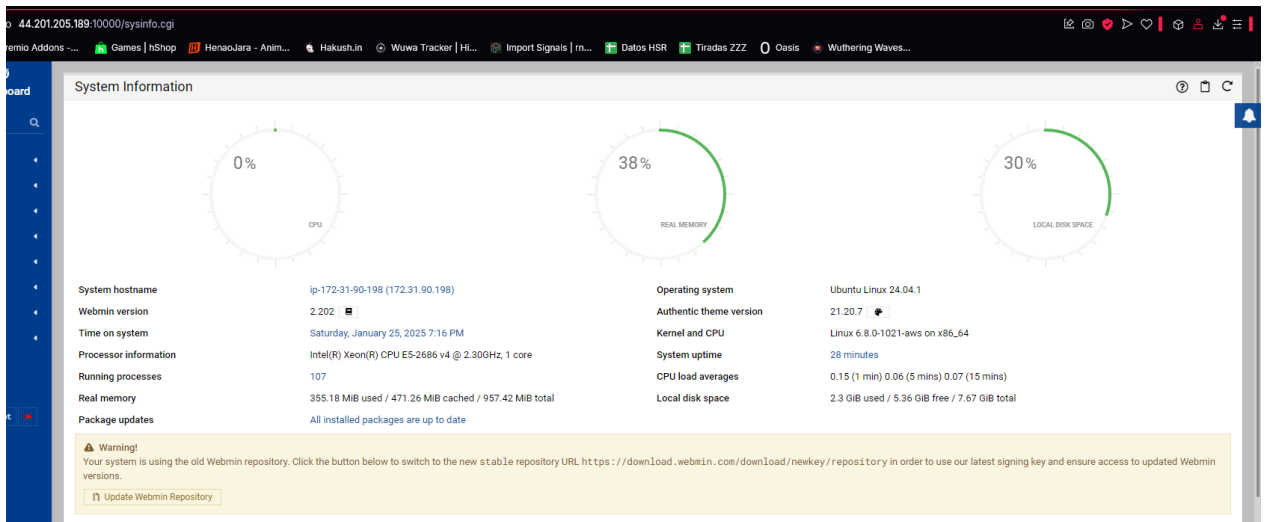 44.201.205.189:10000/sysinfo.cgi
remio Addons -... Games | hShop HenaoJara - Anim... Hakush.in Wuwa Tracker | Hi... Import Signals | rn... Datos HSR Tiradas ZZZ Oasis Wuthering Waves...
oard
System Information
0%
CPU
38%
REAL MEMORY
30%
LOCAL DISK SPACE
System hostname ip-172-31-90-198 (172.31.90.198) Operating system Ubuntu Linux 24.04.1
Webmin version 2.202 Authentic theme version 21.20.7
Time on system Saturday, January 25, 2025 7:16 PM Kernel and CPU Linux 6.8.0-1021-aws on x86_64
Processor information Intel(R) Xeon(R) CPU E5-2686 v4 @ 2.30GHz, 1 core System uptime 28 minutes
Running processes 107 CPU load averages 0.15 (1 min) 0.06 (5 mins) 0.07 (15 mins)
Real memory 355.18 MiB used / 471.26 MiB cached / 957.42 MiB total Local disk space 2.3 GiB used / 5.36 GiB free / 7.67 GiB total
Package updates All installed packages are up to date
Warning!
Your system is using the old Webmin repository. Click the button below to switch to the new stable repository URL https://download.webmin.com/download/newkey/repository in order to use our latest signing key and ensure access to updated Webmin
versions.
Update Webmin Repository